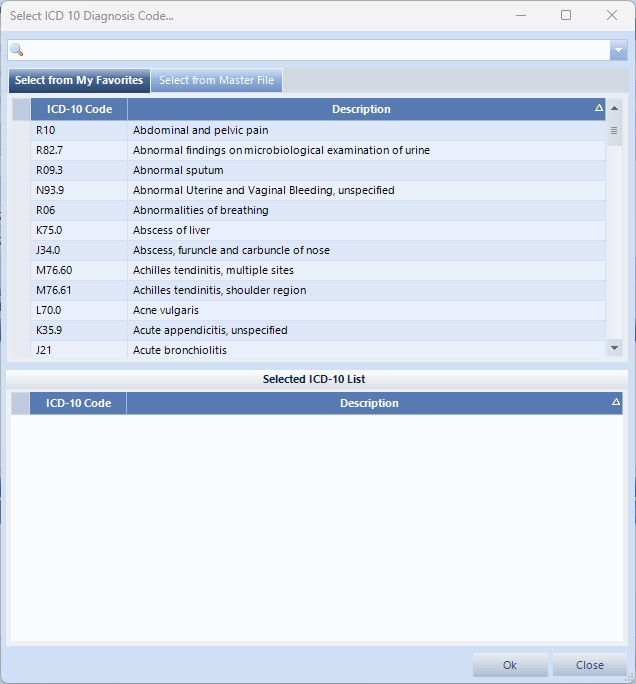 Select ICD 10 Diagnosis Code...
Select from My Favorites Select from Master File
ICD-10 Code Description
R10 Abdominal and pelvic pain
R82.7 Abnormal findings on microbiological examination of urine
R09.3 Abnormal sputum
N93.9 Abnormal Uterine and Vaginal Bleeding, unspecified
R06 Abnormalities of breathing
K75.0 Abscess of liver
J34.0 Abscess, furuncle and carbuncle of nose
M76.60 Achilles tendinitis, multiple sites
M76.61 Achilles tendinitis, shoulder region
L70.0 Acne vulgaris
K35.9 Acute appendicitis, unspecified
J21 Acute bronchiolitis
Selected ICD-10 List
ICD-10 Code Description
Ok Close